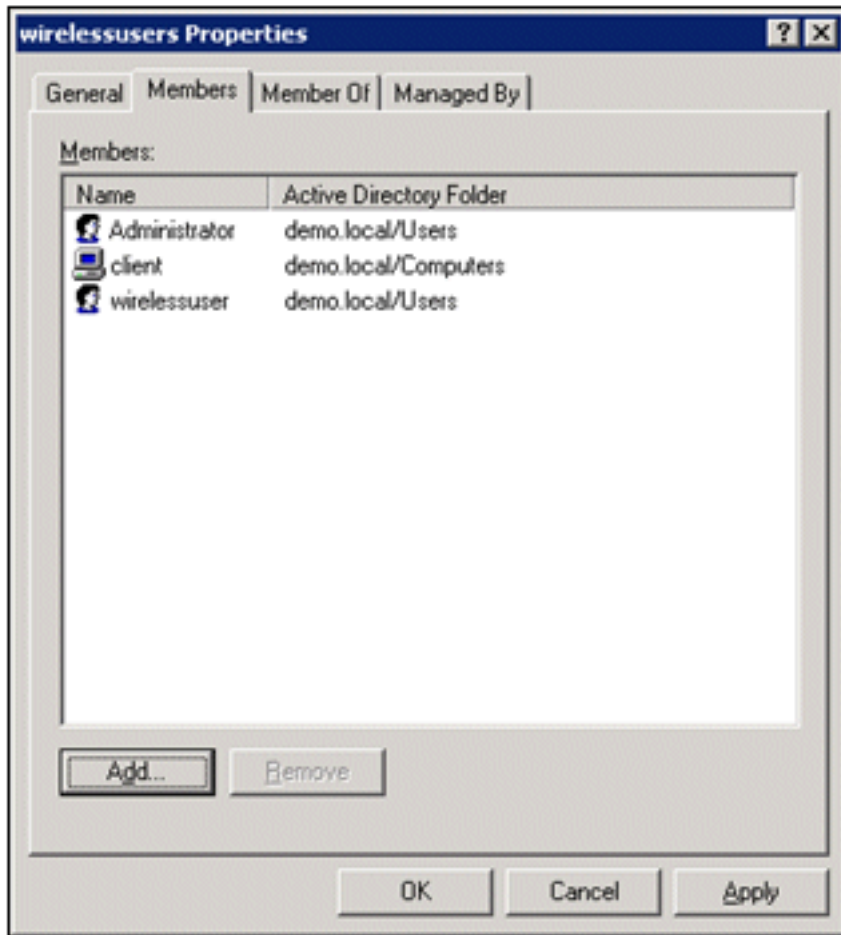 wirelessusers Properties
General Members Member Of Managed By
Members:
Name Active Directory Folder
Administrator demo.local/Users
client demo.local/Computers
wirelessuser demo.local/Users
Add... Remove
OK Cancel Apply